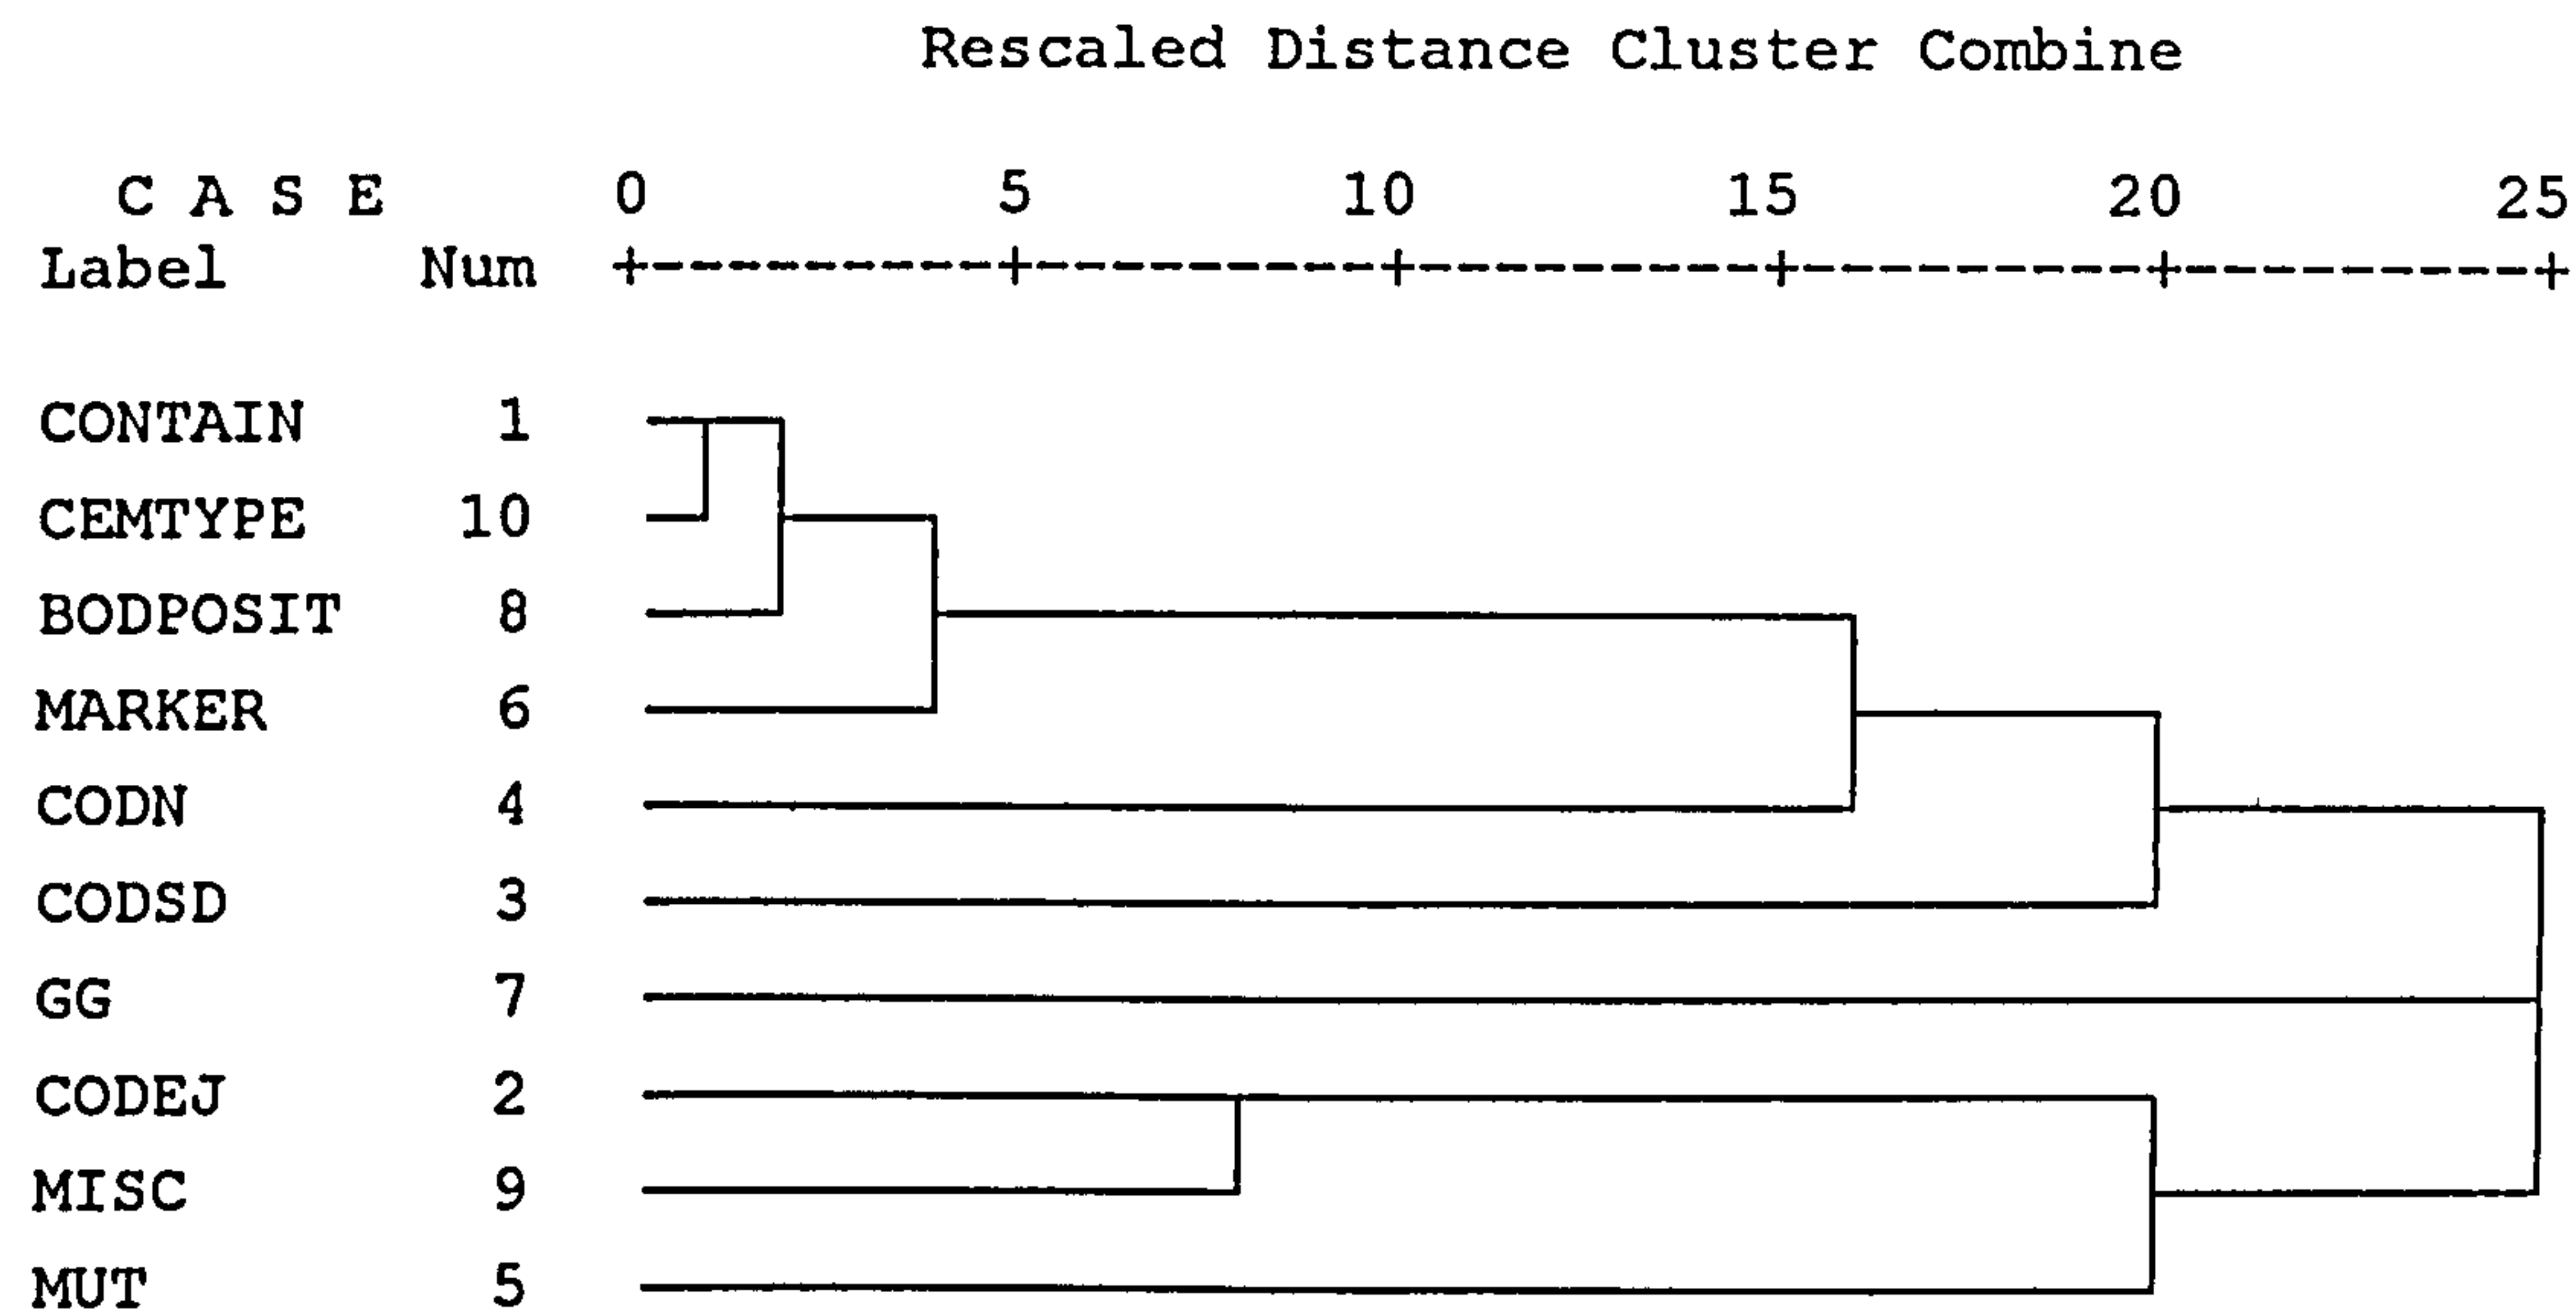 Rescaled Distance Cluster Combine
C A S E 0 5 10 15 20 25
Label Num +---------+---------+---------+---------+---------+
CONTAIN 1
CEMTYPE 10
BODPOSIT 8
MARKER 6
CODN 4
CODSD 3
GG 7
CODEJ 2
MISC 9
MUT 5